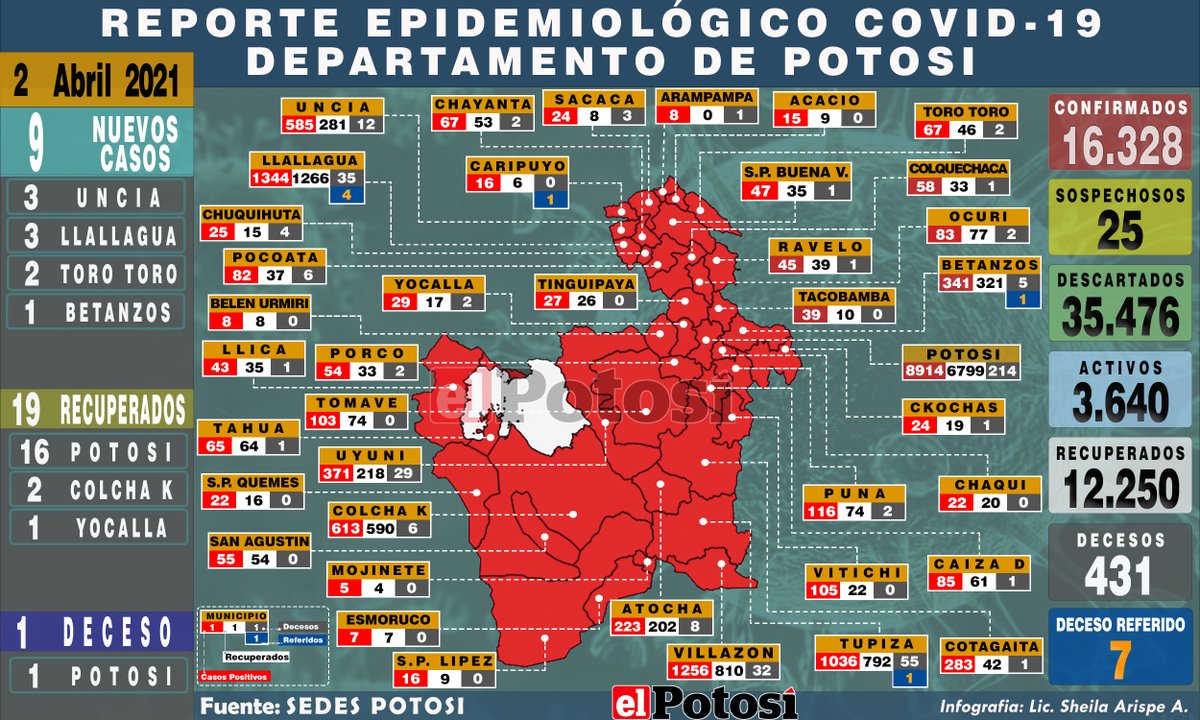 REPORTE EPIDEMIOLÓGICO COVID-19
DEPARTAMENTO DE POTOSI
2 Abril 2021
9 NUEVOS CASOS
3 UNCIA
3 LLALLAGUA
2 TORO TORO
1 BETANZOS
19 RECUPERADOS
16 POTOSI
2 COLCHA K
1 YOCALLA
1 DECESO
1 POTOSI
UNCIA
585 281 12
CHAYANTA
67 53 2
SACACA
24 8 3
ARAMPAMPA
8 0 1
ACACIO
15 9 0
TORO TORO
67 46 2
LLALLAGUA
1344 1266 35
4
CARIPUYO
16 6 0
1
S.P. BUENA V.
47 35 1
COLQUECHACA
58 33 1
CHUQUIHUTA
25 15 4
OCURI
83 77 2
POCOATA
82 37 6
RAVELO
45 39 1
YOCALLA
29 17 2
TINGUIPAYA
27 26 0
BETANZOS
341 321 5
1
TACOBAMBA
39 10 0
BELEN URMIRI
8 8 0
LLICA
43 35 1
PORCO
54 33 2
POTOSI
8914 6799 214
TOMAVE
103 74 0
CKOCHAS
24 19 1
TAHUA
65 64 1
UYUNI
371 218 29
S.P. QUEMES
22 16 0
PUNA
116 74 2
CHAQUI
22 20 0
COLCHA K
613 590 6
SAN AGUSTIN
55 54 0
MOJINETE
5 4 0
VITICHI
105 22 0
CAIZA D
85 61 1
ESMORUCO
7 7 0
ATOCHA
223 202 8
S.P. LIPEZ
16 9 0
VILLAZON
1256 810 32
TUPIZA
1036 792 55
1
COTAGAITA
283 42 1
MUNICIPIO
1 1 1 Decesos
1 Referidos
Recuperados
Casos Positivos
el Potosí
CONFIRMADOS
16.328
SOSPECHOSOS
25
DESCARTADOS
35.476
ACTIVOS
3.640
RECUPERADOS
12.250
DECESOS
431
DECESO REFERIDO
7
Fuente: SEDES POTOSI
el Potosí
Infografia: Lic. Sheila Arispe A.